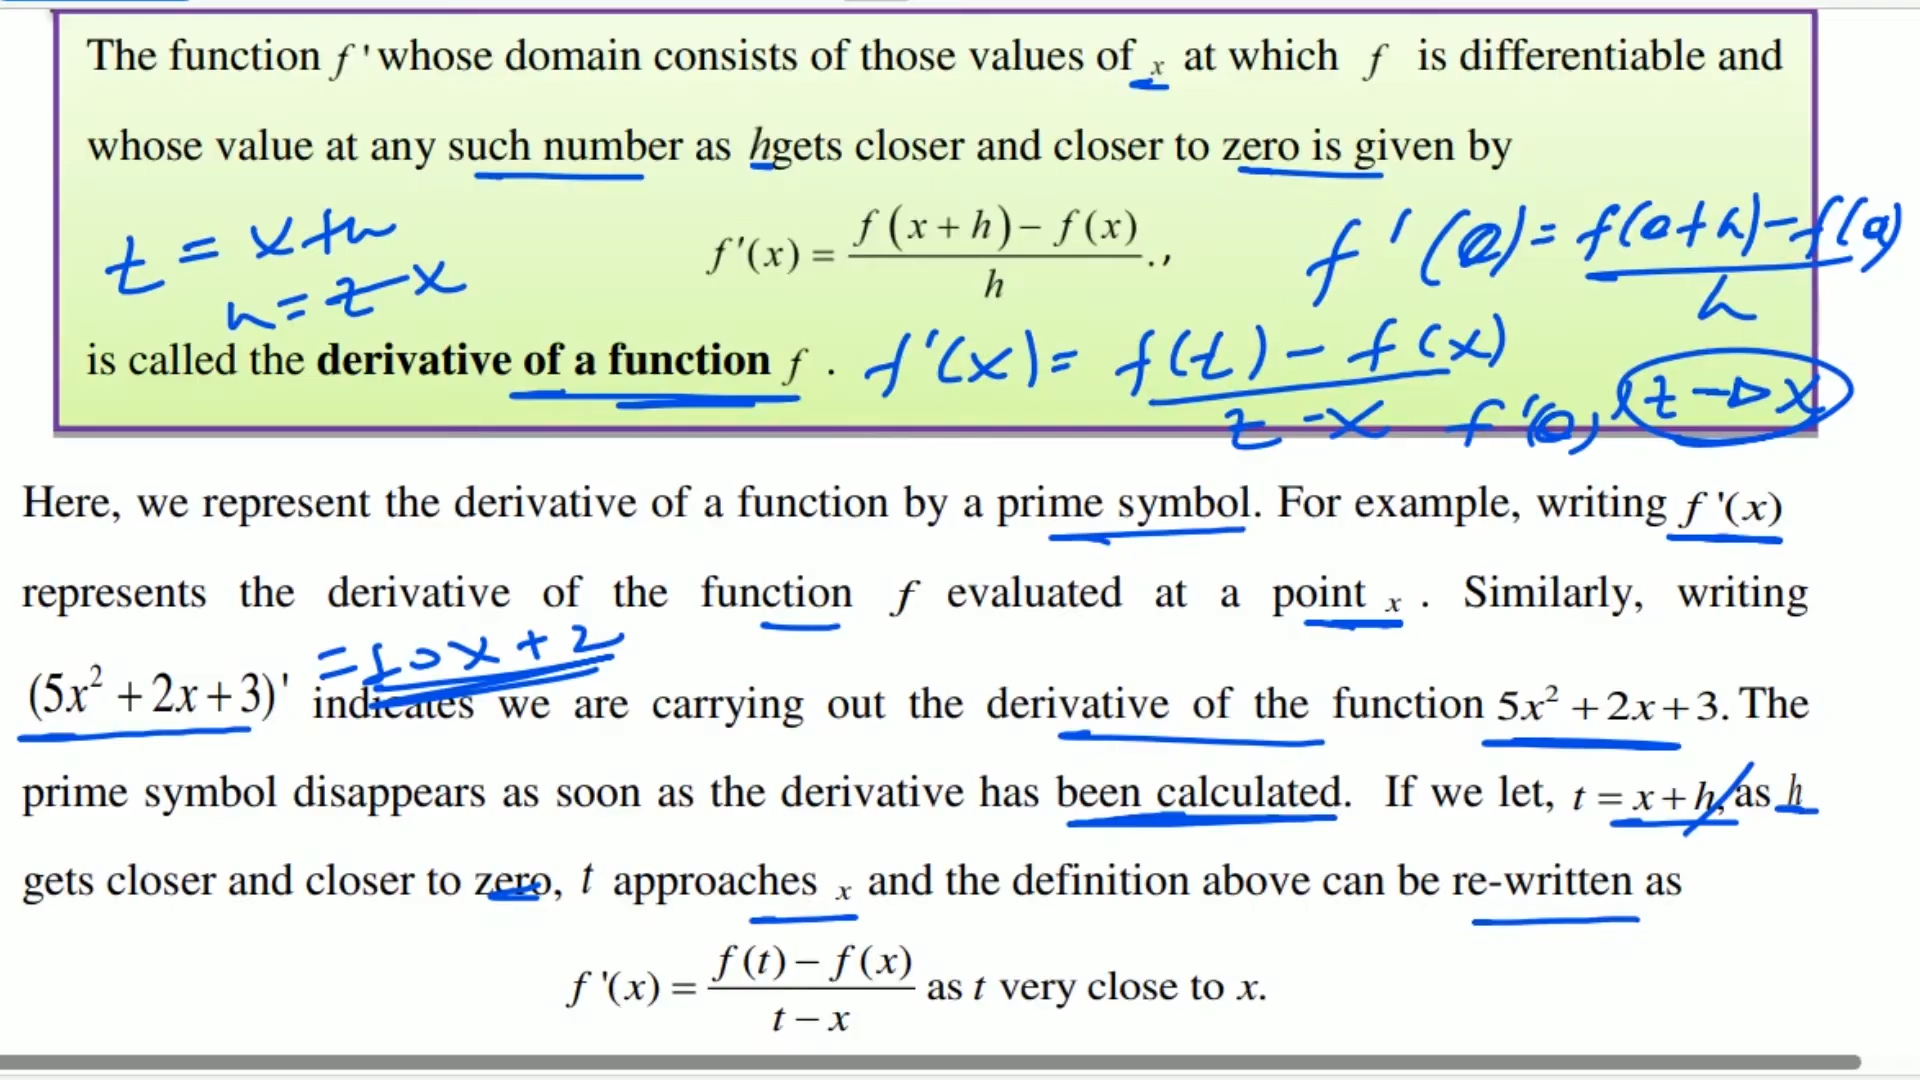 The function f ' whose domain consists of those values of x at which f is differentiable and
whose value at any such number as h gets closer and closer to zero is given by
t = x+h
h = t-x
f '(x) = f (x + h) − f (x) / h .,
f '(a) = f(a+h) - f(a) / h
is called the derivative of a function f .
f '(x) = f(t) - f(x) / t - x
f '(a)
t → x
Here, we represent the derivative of a function by a prime symbol. For example, writing f '(x)
represents the derivative of the function f evaluated at a point x . Similarly, writing
= 10x + 2
(5x² + 2x + 3)' indicates we are carrying out the derivative of the function 5x² + 2x + 3. The
prime symbol disappears as soon as the derivative has been calculated. If we let, t = x + h, as h
gets closer and closer to zero, t approaches x and the definition above can be re-written as
f '(x) = f (t) − f (x) / t − x as t very close to x.